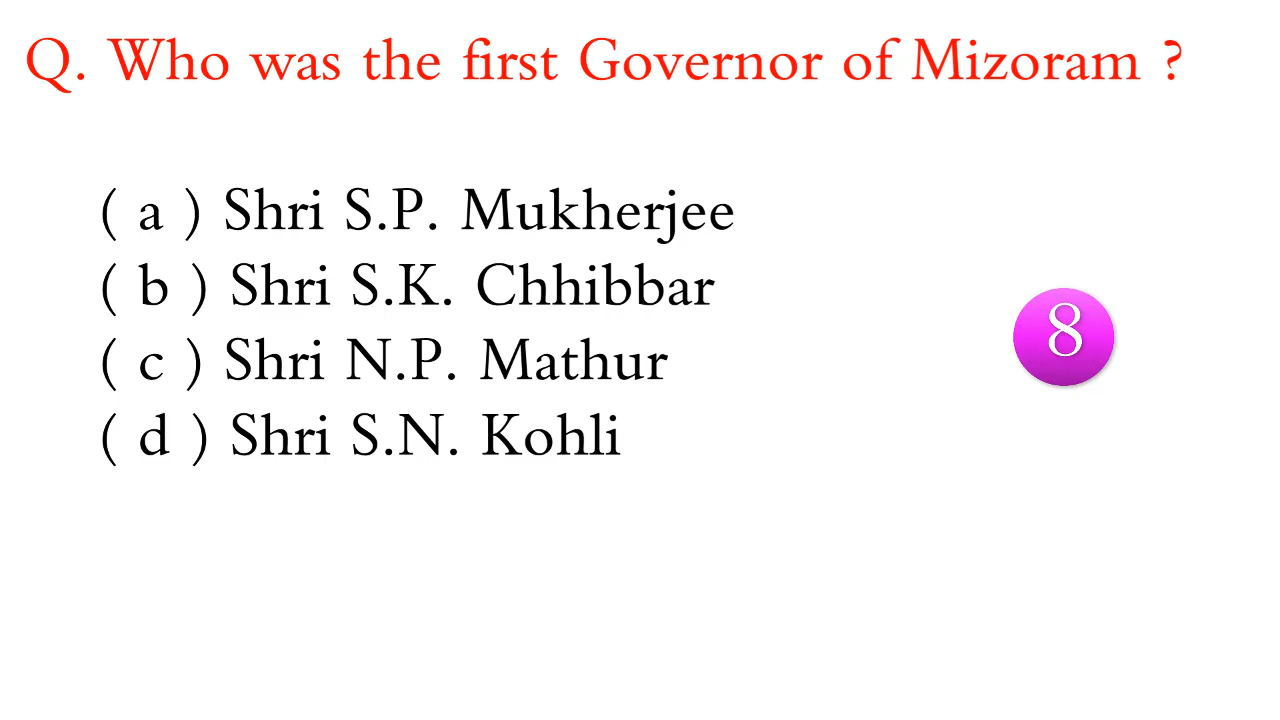 Q. Who was the first Governor of Mizoram ?
( a ) Shri S.P. Mukherjee
( b ) Shri S.K. Chhibbar
8
( c ) Shri N.P. Mathur
( d ) Shri S.N. Kohli